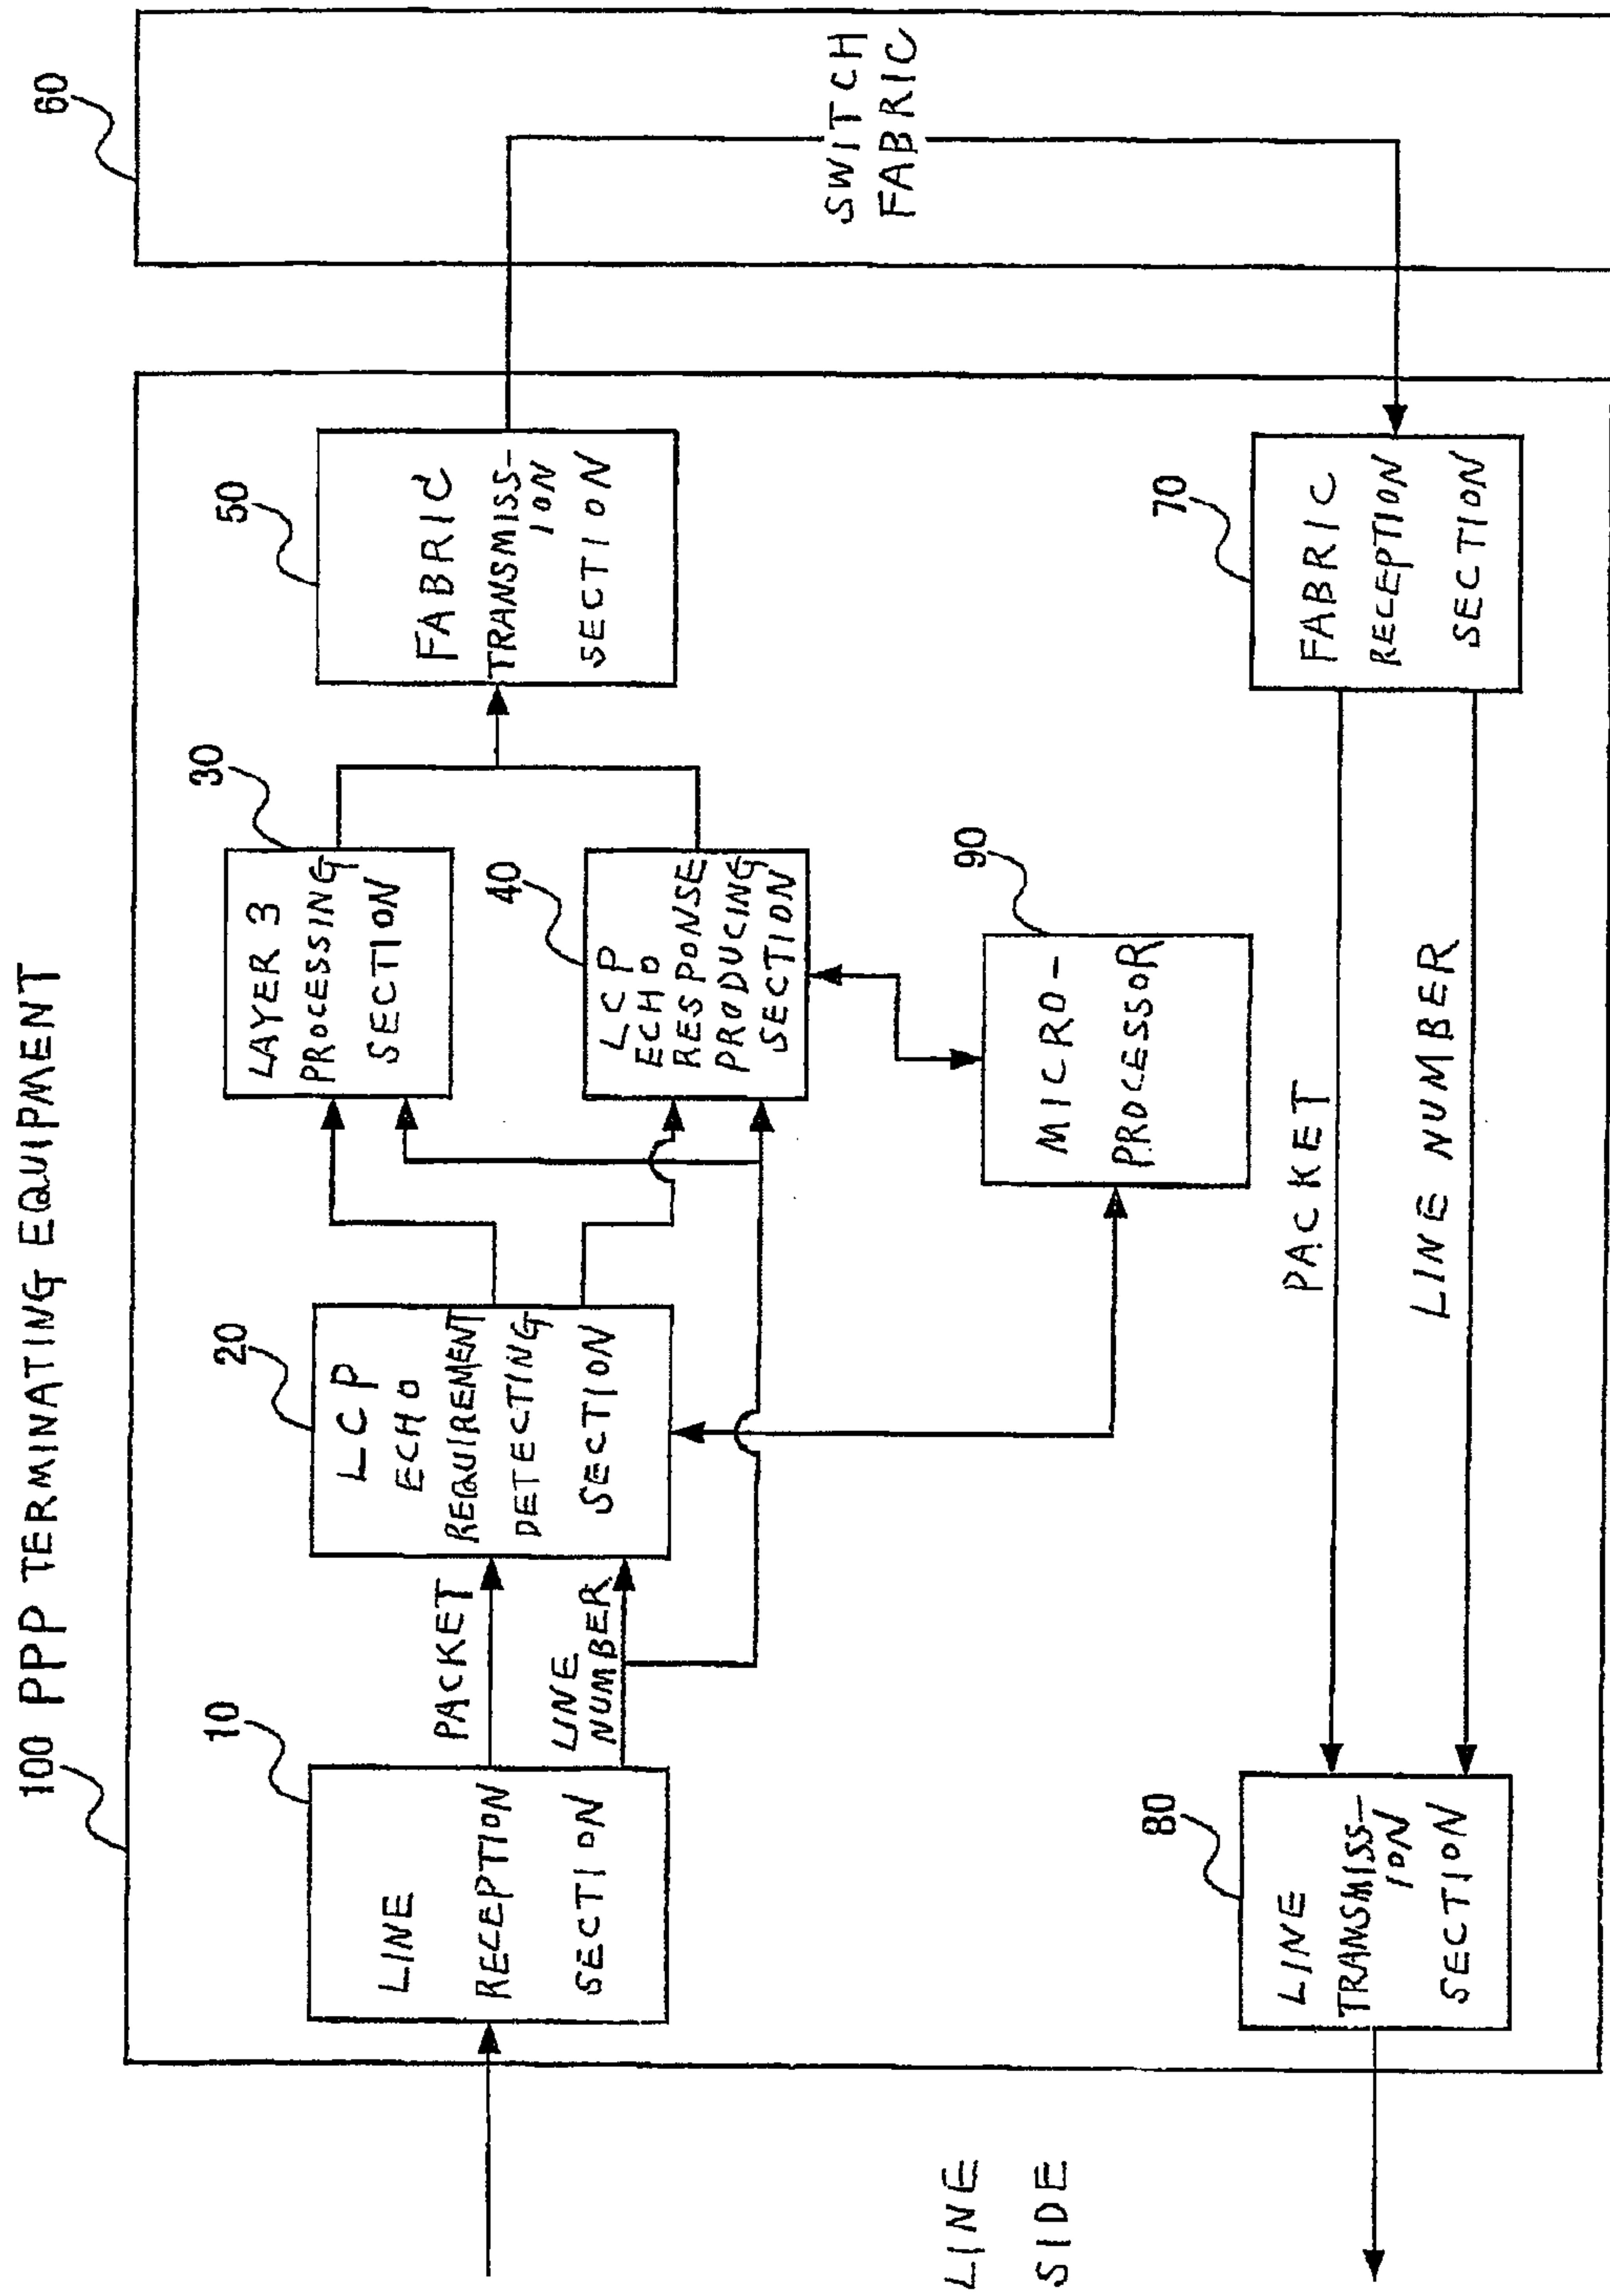 100 PPP TERMINATING EQUIPMENT
60
SWITCH
FABRIC
10
LINE
RECEPTION
SECTION
PACKET
LINE
NUMBER
20
LCP
ECHO
REQUIREMENT
DETECTING
SECTION
30
LAYER 3
PROCESSING
SECTION
40
LCP
ECHO
RESPONSE
PRODUCING
SECTION
50
FABRIC
TRANSMISS-
ION
SECTION
90
MICRO-
PROCESSOR
70
FABRIC
RECEPTION
SECTION
PACKET
LINE NUMBER
80
LINE
TRANSMISS-
ION
SECTION
LINE
SIDE